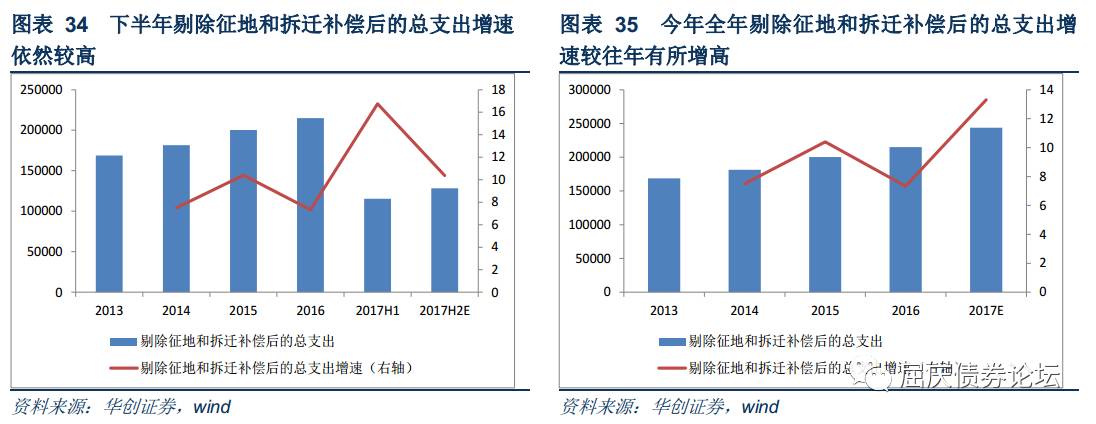 图表 34 下半年剔除征地和拆迁补偿后的总支出增速
依然较高
250000
200000
150000
100000
50000
0
18
16
14
12
10
8
6
4
2
0
2013 2014 2015 2016 2017H1 2017H2E
剔除征地和拆迁补偿后的总支出
剔除征地和拆迁补偿后的总支出增速（右轴）
资料来源：华创证券，wind
图表 35 今年全年剔除征地和拆迁补偿后的总支出增
速较往年有所增高
300000
250000
200000
150000
100000
50000
0
14
12
10
8
6
4
2
0
2013 2014 2015 2016 2017E
剔除征地和拆迁补偿后的总支出
剔除征地和拆迁补偿后的总支出增速
屈庆债券论坛
资料来源：华创证券，wind